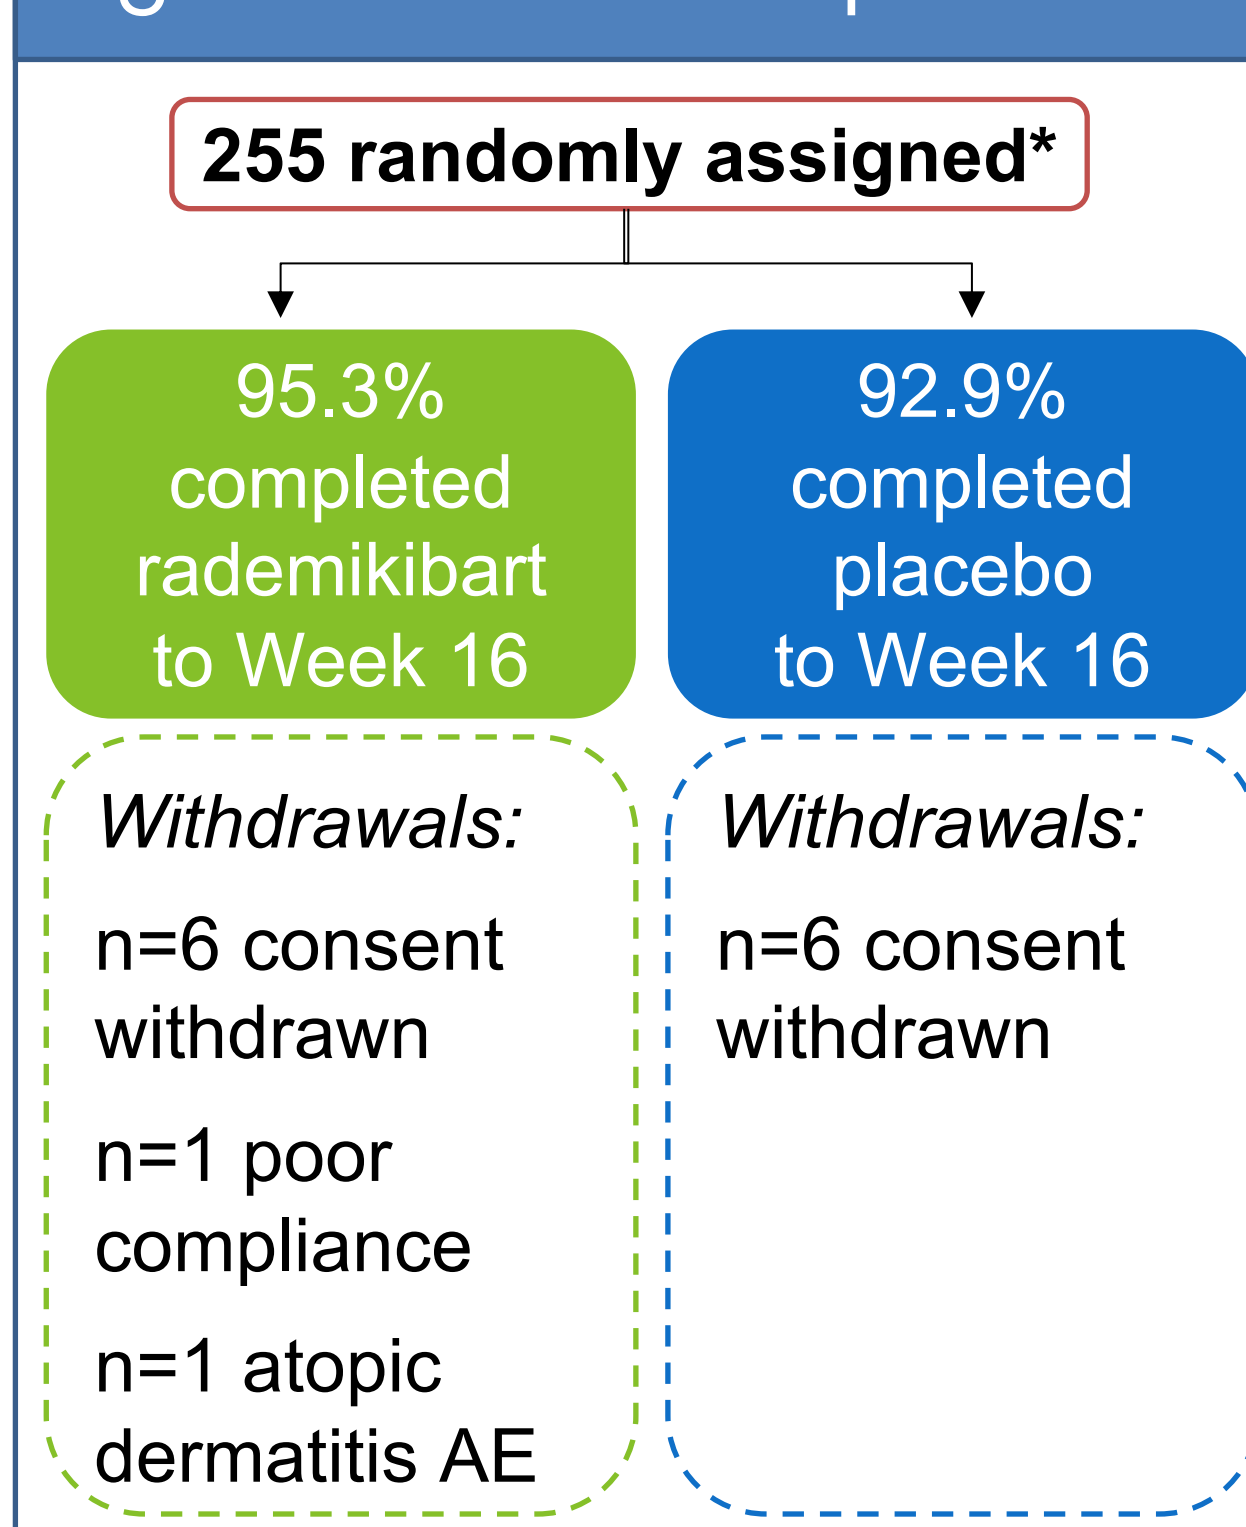 255 randomly assigned*
95.3%
completed
rademikibart
to Week 16
92.9%
completed
placebo
to Week 16
Withdrawals:
n=6 consent
withdrawn
n=1 poor
compliance
n=1 atopic
dermatitis AE
Withdrawals:
n=6 consent
withdrawn